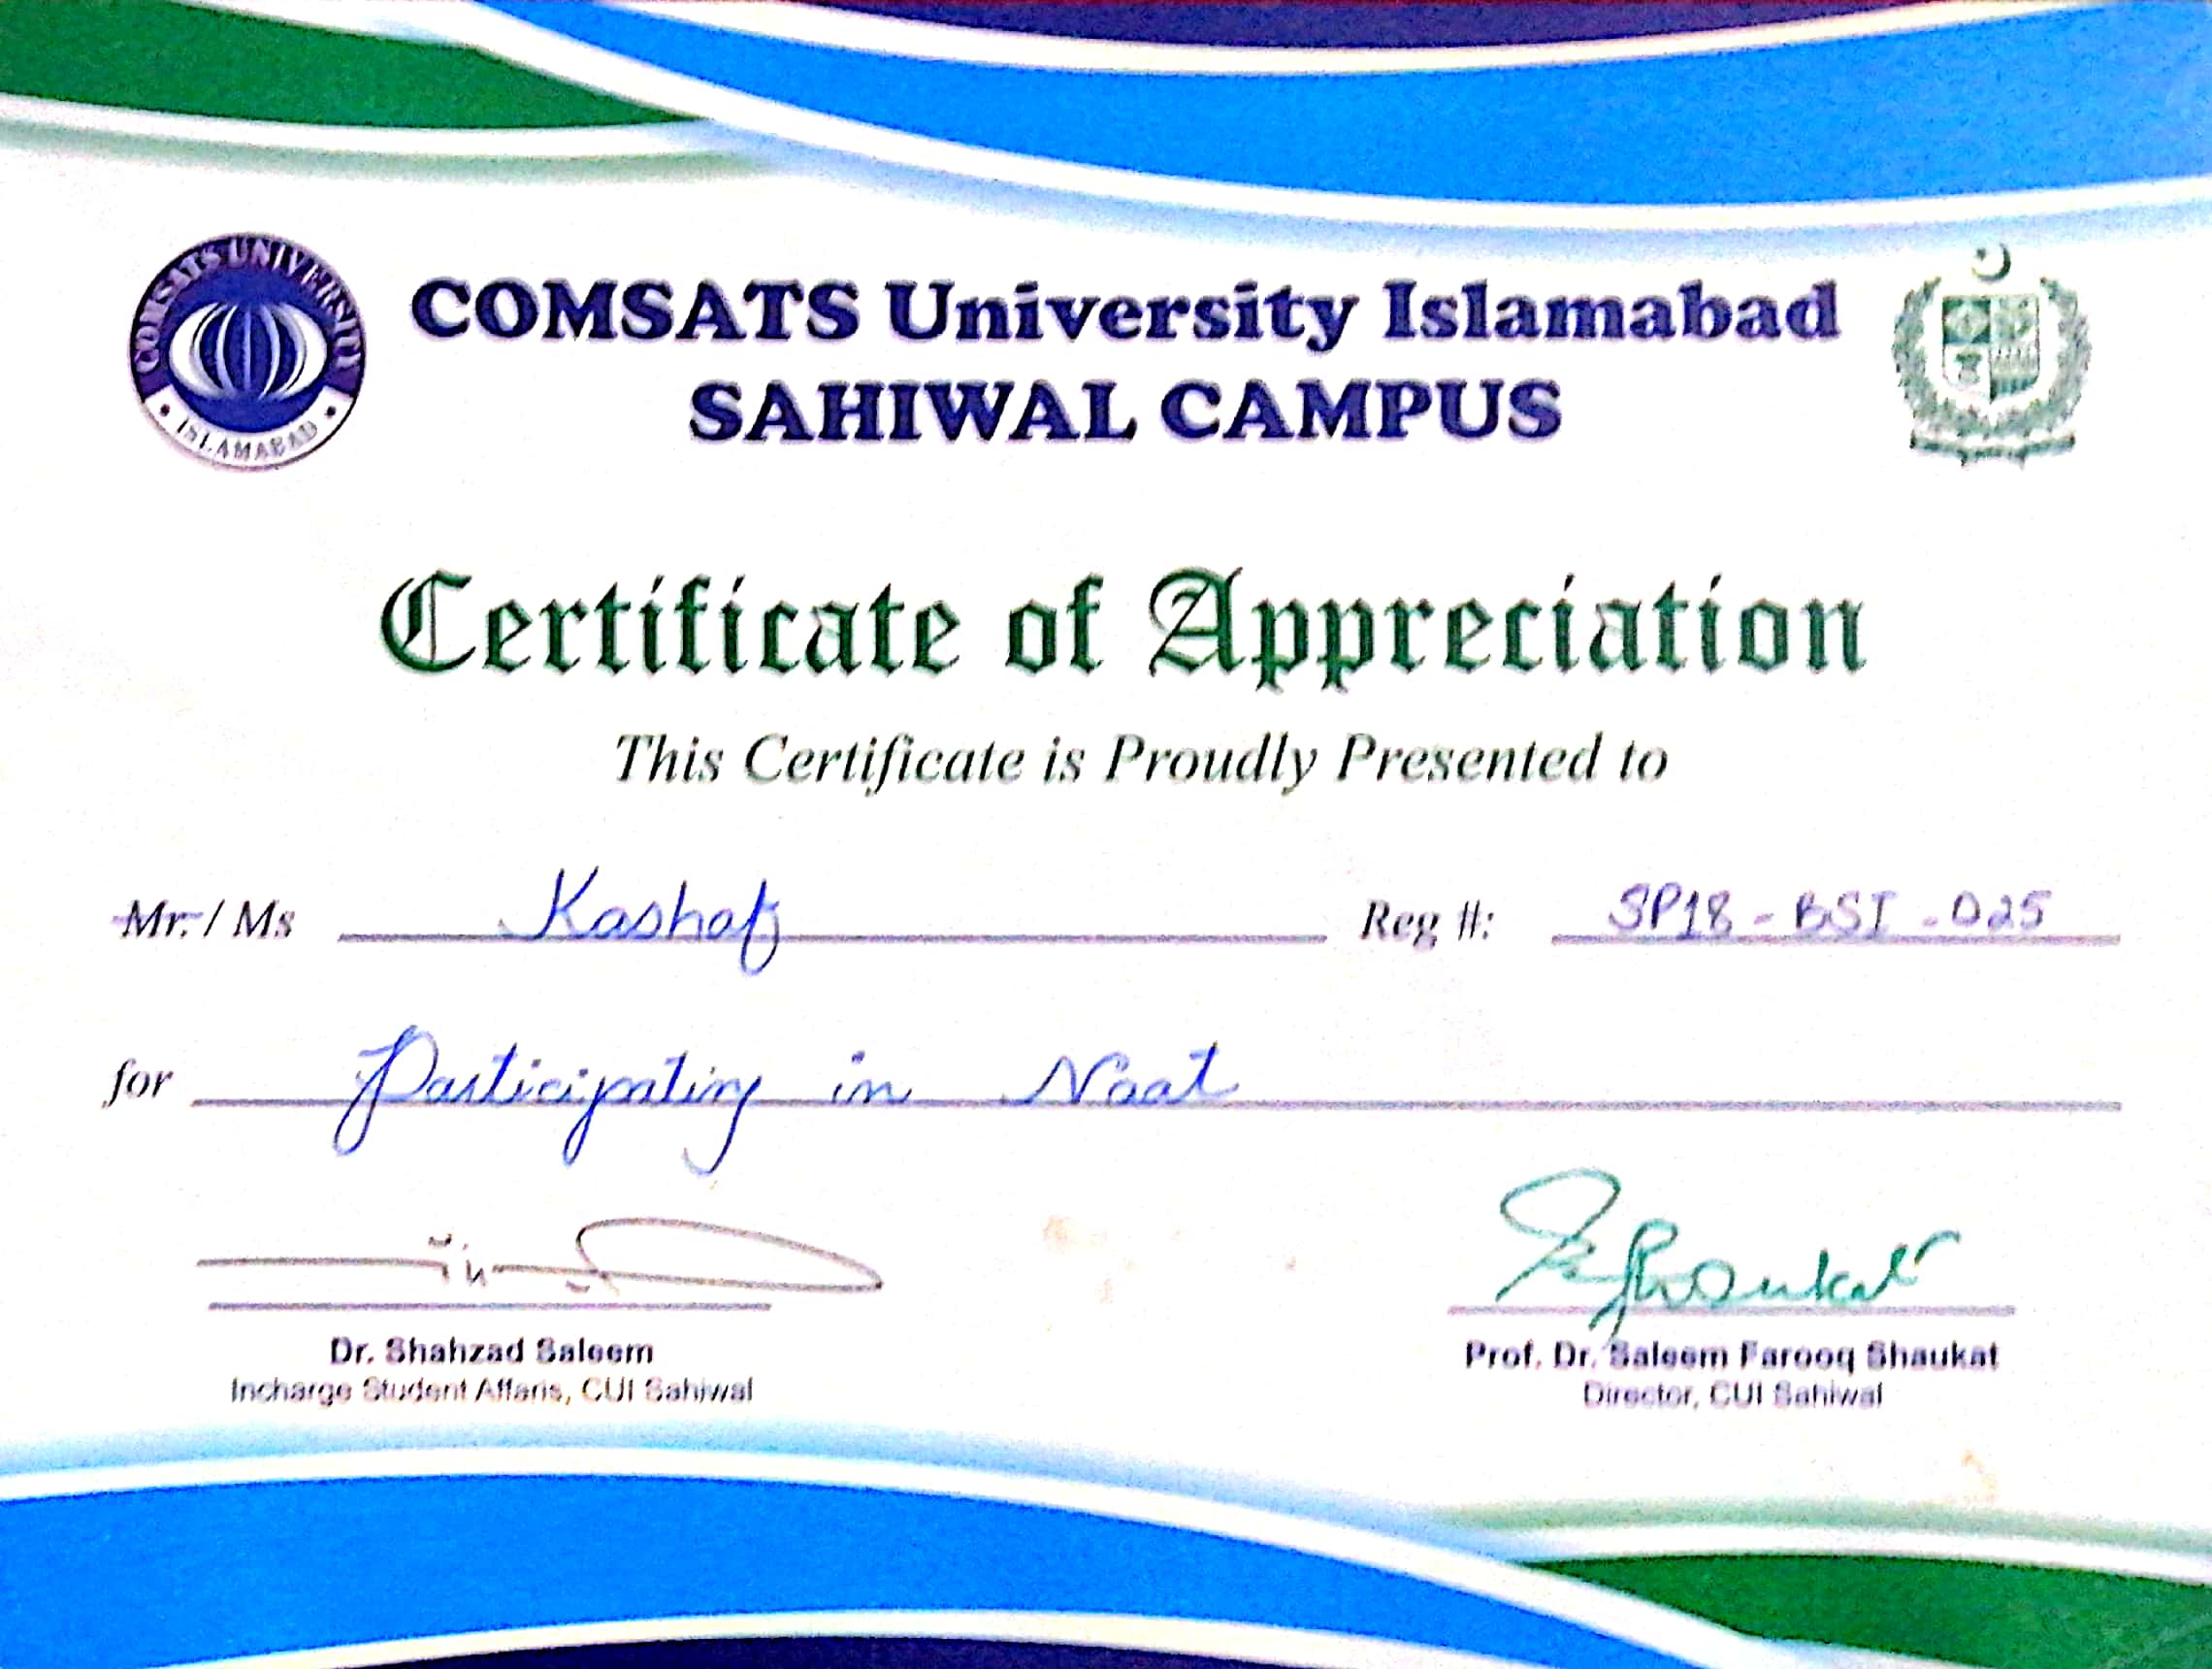 COMSATS UNIVERSITY
• ISLAMABAD •
COMSATS University Islamabad
SAHIWAL CAMPUS
Certificate of Appreciation
This Certificate is Proudly Presented to
Mr. / Ms Kashaf Reg #: SP18-BSI-025
for Participating in Naat
Shaukat
Dr. Shahzad Saleem
Incharge Student Affaris, CUI Sahiwal
Prof. Dr. Saleem Farooq Shaukat
Director, CUI Sahiwal